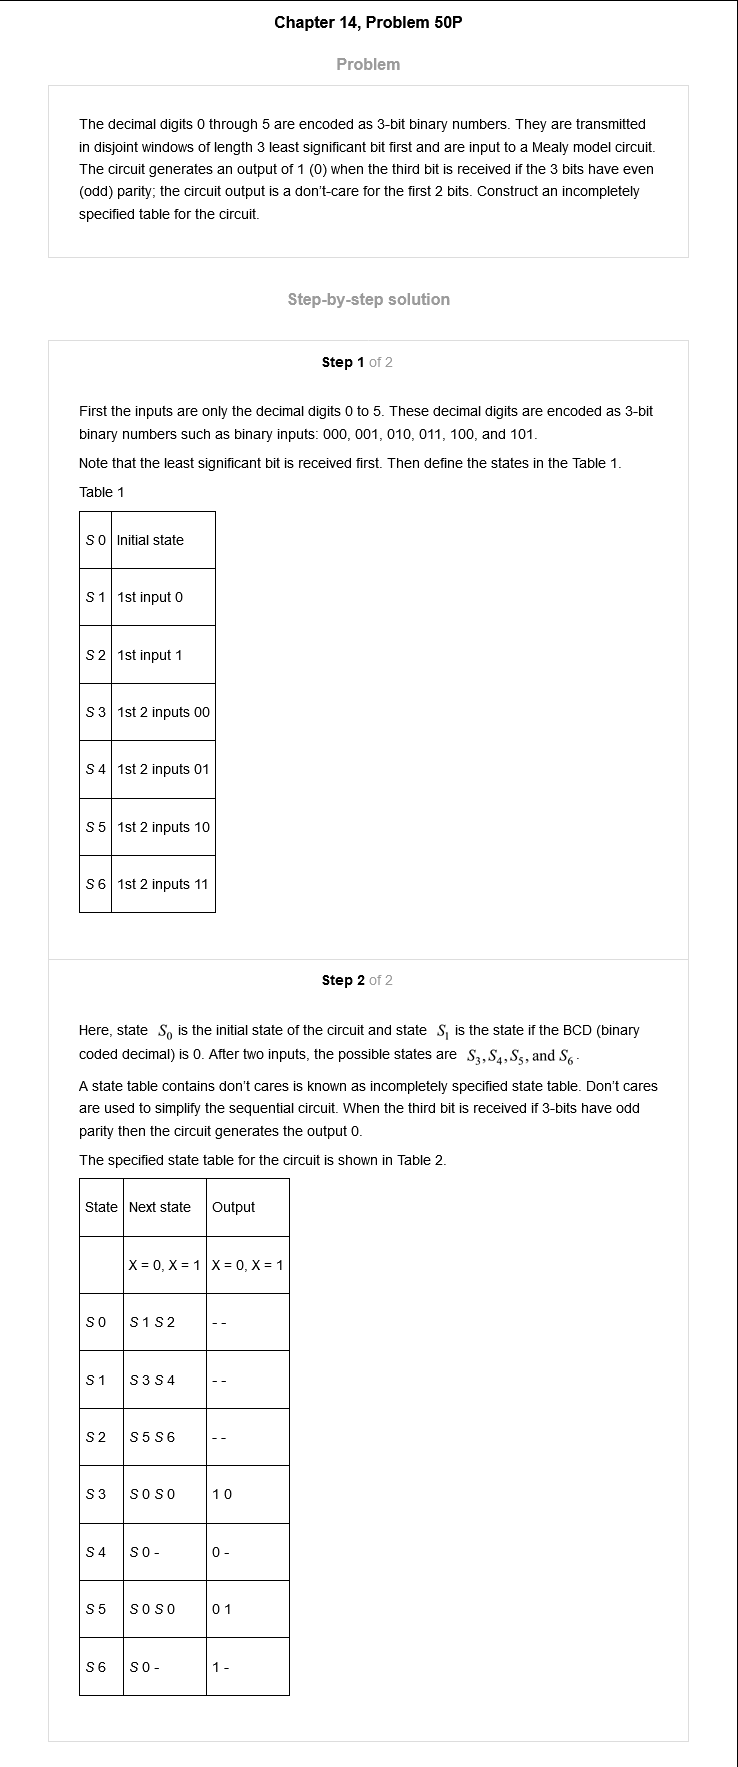 Chapter 14, Problem 50P
Problem
The decimal digits 0 through 5 are encoded as 3-bit binary numbers. They are transmitted
in disjoint windows of length 3 least significant bit first and are input to a Mealy model circuit.
The circuit generates an output of 1 (0) when the third bit is received if the 3 bits have even
(odd) parity; the circuit output is a don't-care for the first 2 bits. Construct an incompletely
specified table for the circuit.
Step-by-step solution
Step 1 of 2
First the inputs are only the decimal digits 0 to 5. These decimal digits are encoded as 3-bit
binary numbers such as binary inputs: 000, 001, 010, 011, 100, and 101.
Note that the least significant bit is received first. Then define the states in the Table 1.
Table 1
S 0 Initial state
S 1 1st input 0
S 2 1st input 1
S 3 1st 2 inputs 00
S 4 1st 2 inputs 01
S 5 1st 2 inputs 10
S 6 1st 2 inputs 11
Step 2 of 2
Here, state S₀ is the initial state of the circuit and state S₁ is the state if the BCD (binary
coded decimal) is 0. After two inputs, the possible states are S₃, S₄, S₅, and S₆.
A state table contains don't cares is known as incompletely specified state table. Don't cares
are used to simplify the sequential circuit. When the third bit is received if 3-bits have odd
parity then the circuit generates the output 0.
The specified state table for the circuit is shown in Table 2.
State Next state Output
X = 0, X = 1 X = 0, X = 1
S 0 S 1 S 2 - -
S 1 S 3 S 4 - -
S 2 S 5 S 6 - -
S 3 S 0 S 0 1 0
S 4 S 0 - 0 -
S 5 S 0 S 0 0 1
S 6 S 0 - 1 -